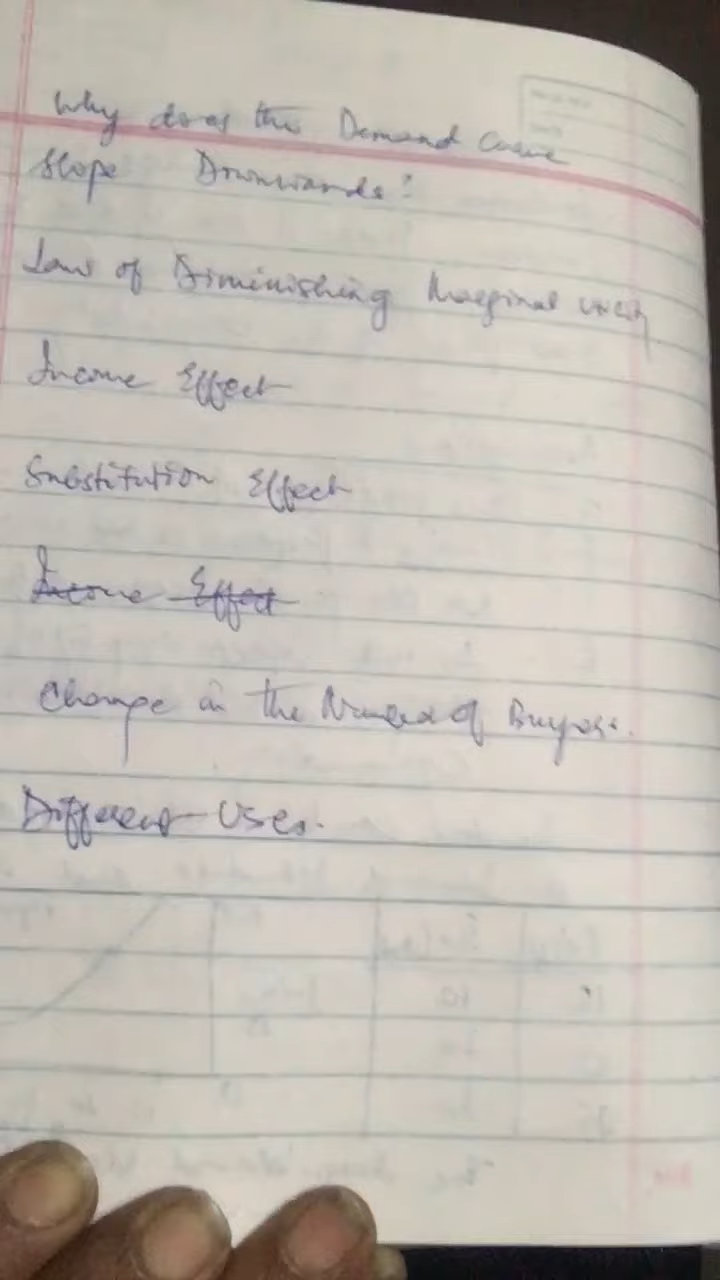 Why does the Demand Curve
Slope Downwards?
Law of Diminishing Marginal Utility
Income Effect
Substitution Effect
Income Effect
Change in the Number of Buyers.
Different Uses.